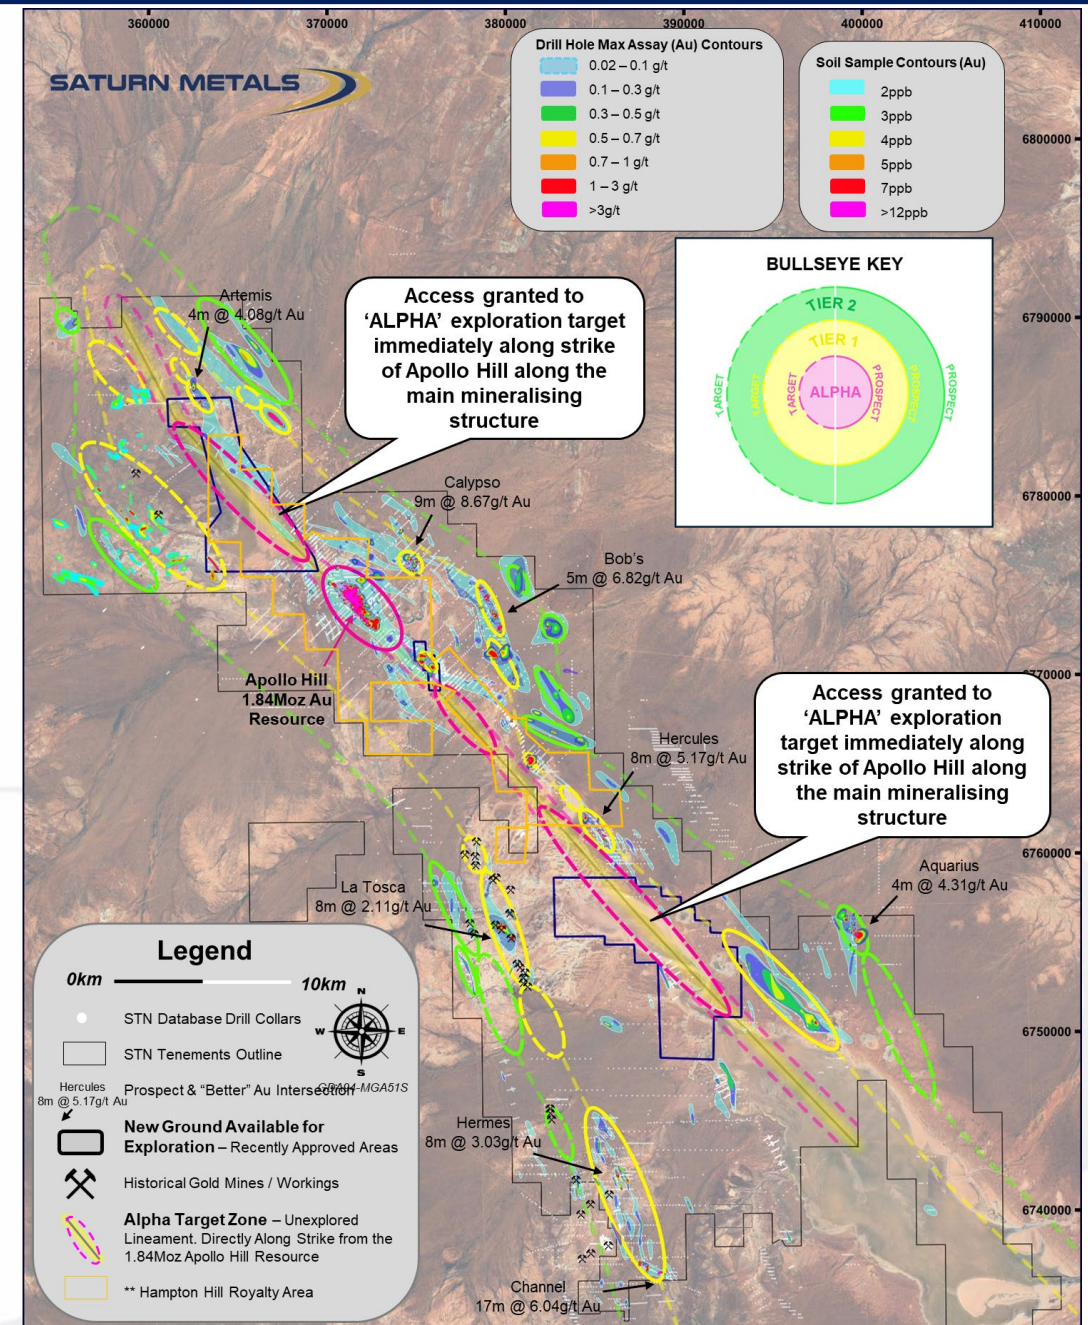 360000
370000
380000
390000
400000
410000
SATURN METALS
Drill Hole Max Assay (Au) Contours
0.02 – 0.1 g/t
0.1 – 0.3 g/t
0.3 – 0.5 g/t
0.5 – 0.7 g/t
0.7 – 1 g/t
1 – 3 g/t
>3g/t
Soil Sample Contours (Au)
2ppb
3ppb
4ppb
5ppb
7ppb
>12ppb
6800000
6790000
6780000
6770000
6760000
6750000
6740000
BULLSEYE KEY
TIER 2
TIER 1
ALPHA
TARGET
TARGET
TARGET
PROSPECT
PROSPECT
PROSPECT
Artemis
4m @ 4.08g/t Au
Access granted to
‘ALPHA’ exploration target
immediately along strike
of Apollo Hill along the
main mineralising
structure
Calypso
9m @ 8.67g/t Au
Bob's
5m @ 6.82g/t Au
Apollo Hill
1.84Moz Au
Resource
Hercules
8m @ 5.17g/t Au
Access granted to
‘ALPHA’ exploration
target immediately along
strike of Apollo Hill along
the main mineralising
structure
Aquarius
4m @ 4.31g/t Au
La Tosca
8m @ 2.11g/t Au
Hermes
8m @ 3.03g/t Au
Channel
17m @ 6.04g/t Au
Legend
0km
10km
N
W
E
S
GDA94-MGA51S
STN Database Drill Collars
STN Tenements Outline
Hercules
8m @ 5.17g/t Au
Prospect & “Better” Au Intersection
New Ground Available for
Exploration – Recently Approved Areas
Historical Gold Mines / Workings
Alpha Target Zone – Unexplored
Lineament. Directly Along Strike from the
1.84Moz Apollo Hill Resource
** Hampton Hill Royalty Area